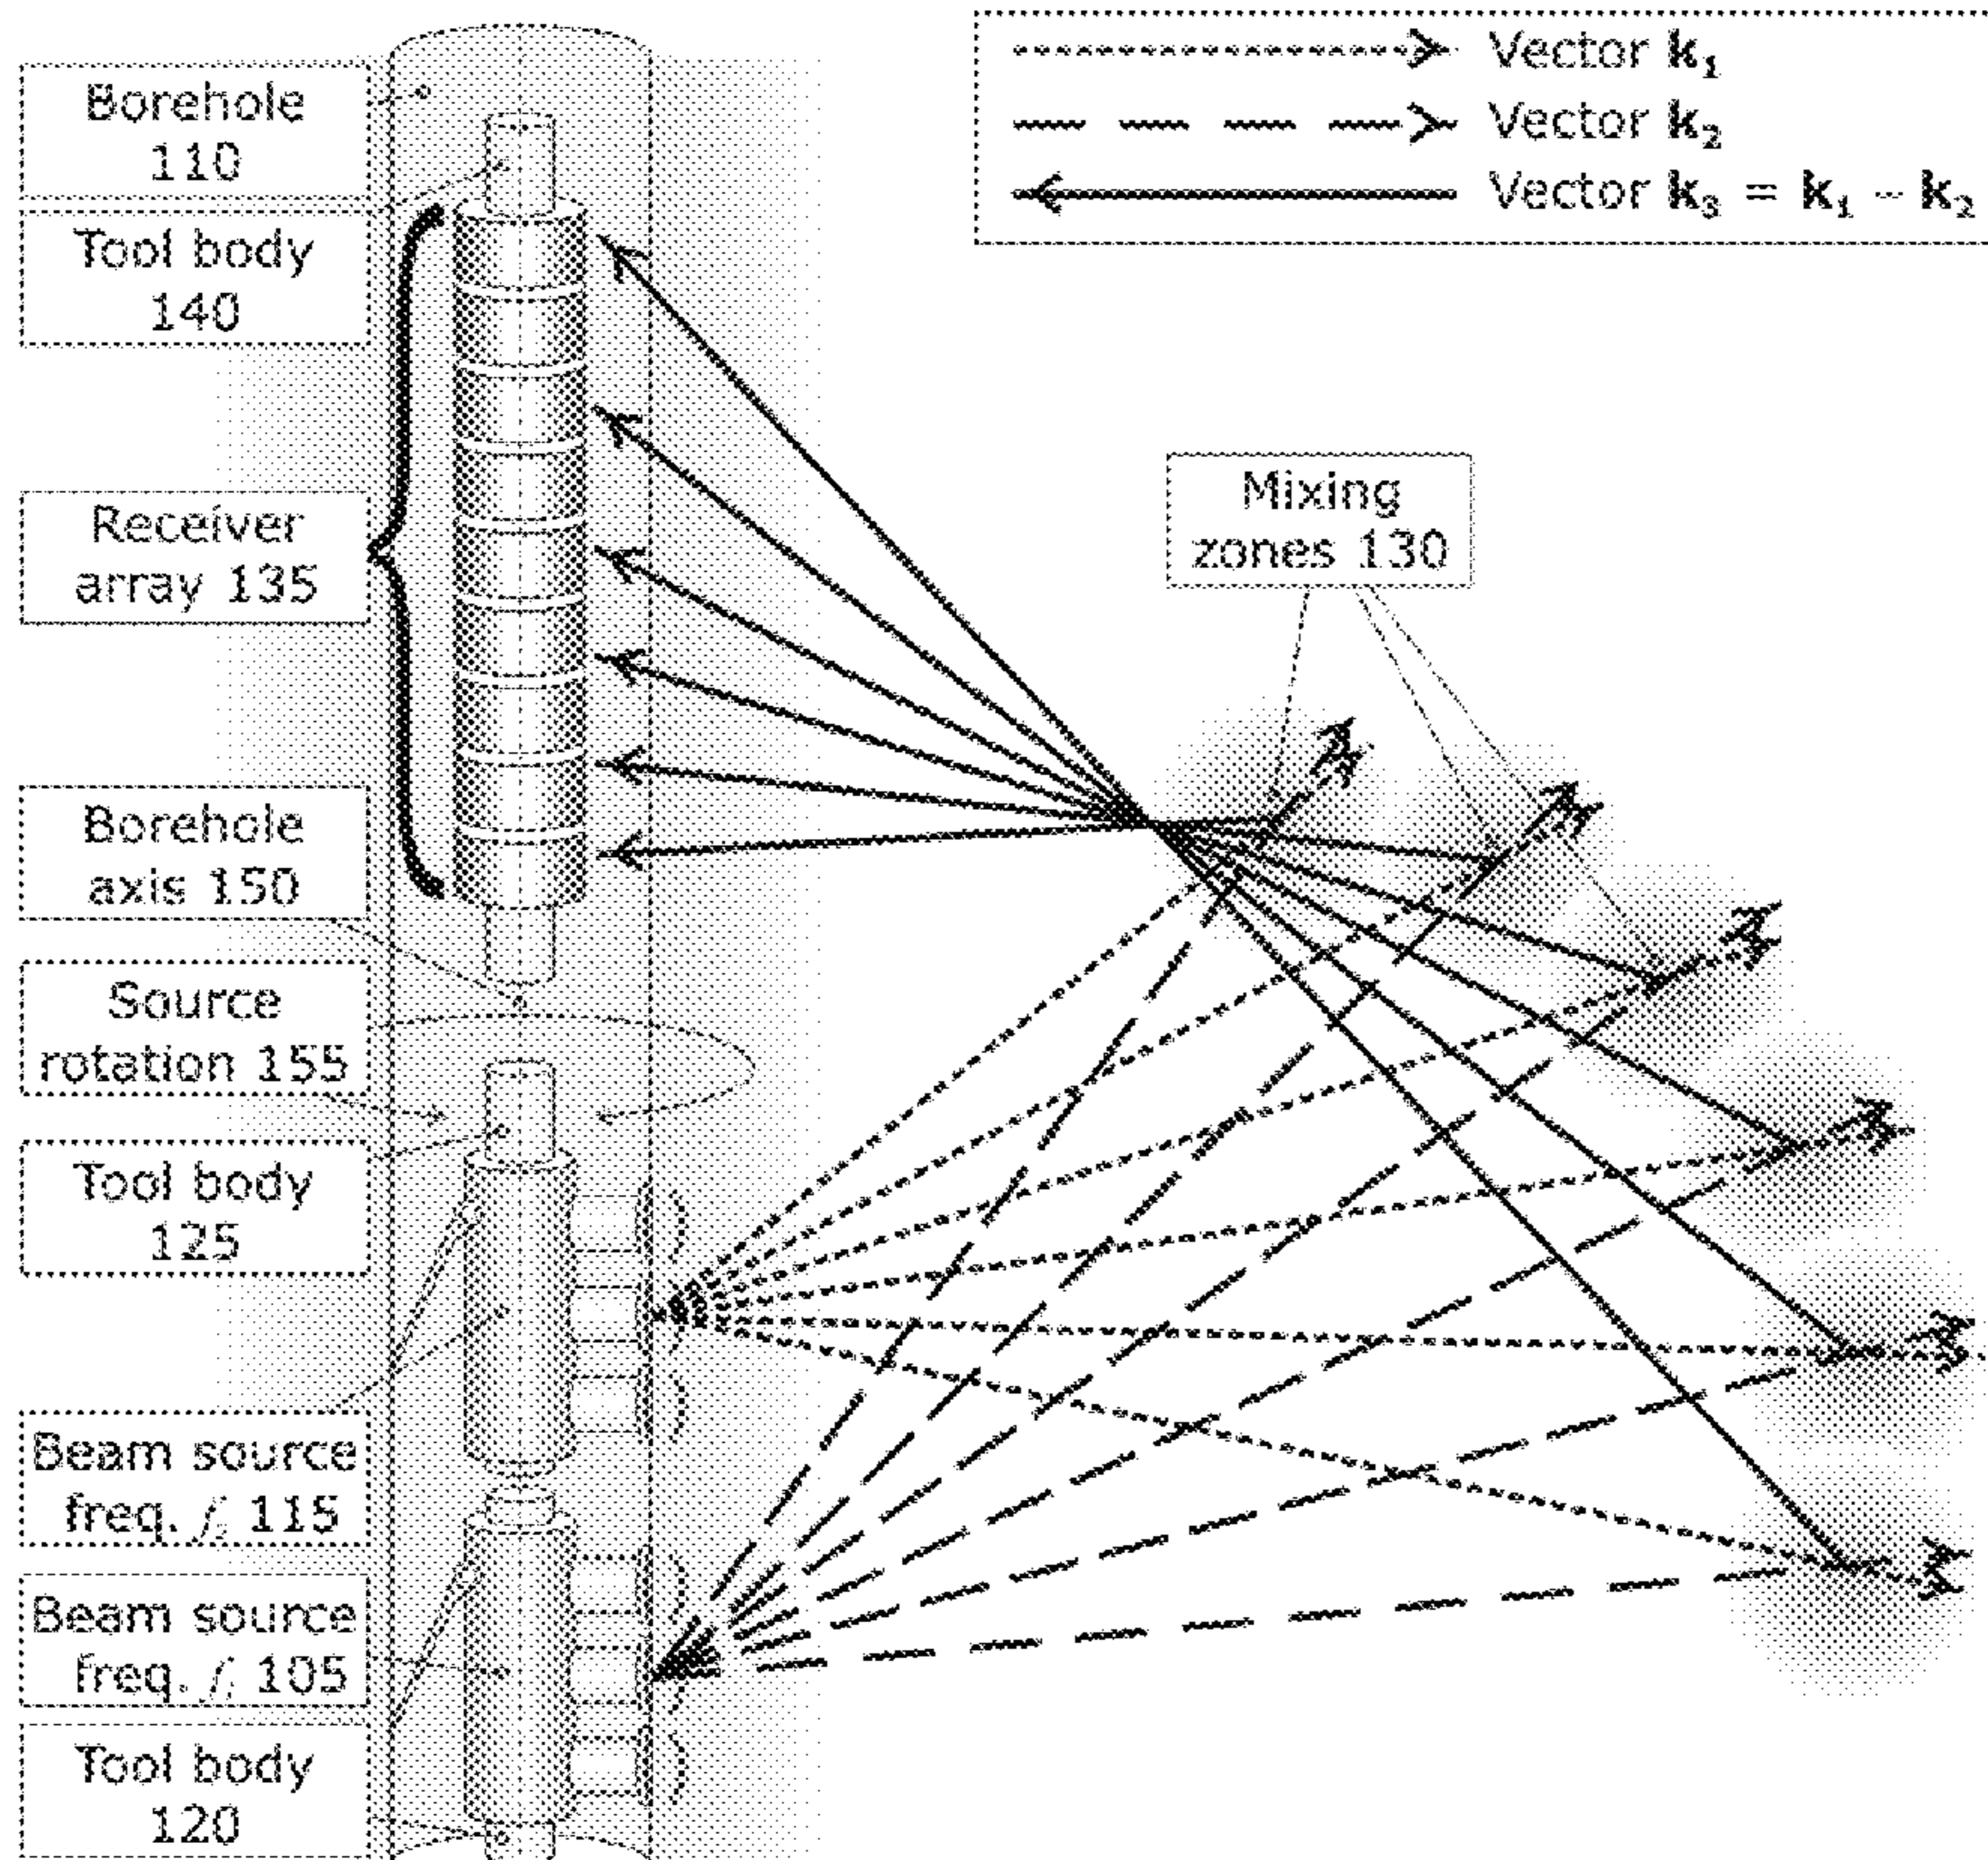 Borehole
110
Tool body
140
Receiver
array 135
Borehole
axis 150
Source
rotation 155
Tool body
125
Beam source
freq. f₂ 115
Beam source
freq. f₁ 105
Tool body
120
Vector k₁
Vector k₂
Vector k₃ = k₁ - k₂
Mixing
zones 130